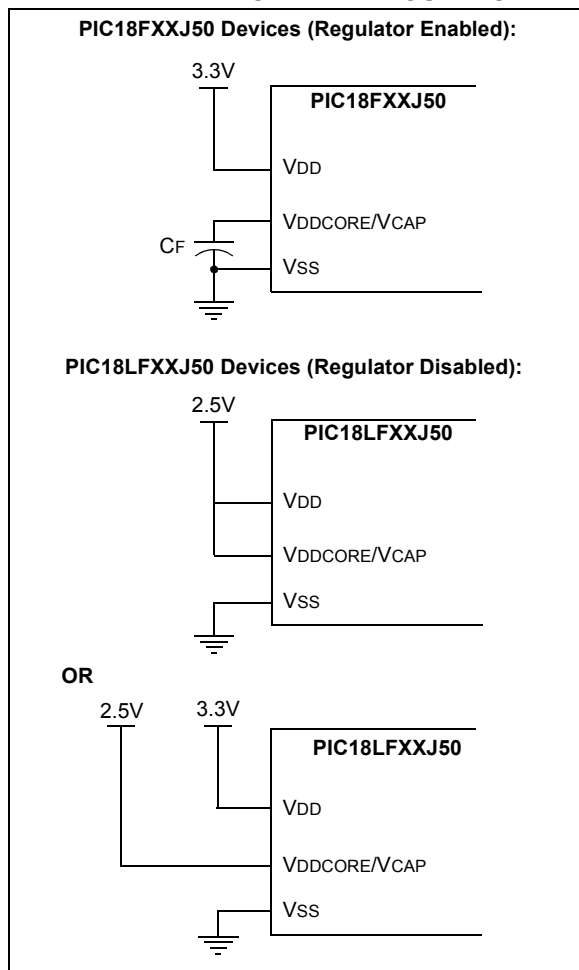 PIC18FXXJ50 Devices (Regulator Enabled):
3.3V
PIC18FXXJ50
VDD
VDDCORE/VCAP
CF
VSS
PIC18LFXXJ50 Devices (Regulator Disabled):
2.5V
PIC18LFXXJ50
VDD
VDDCORE/VCAP
VSS
OR
2.5V 3.3V
PIC18LFXXJ50
VDD
VDDCORE/VCAP
VSS